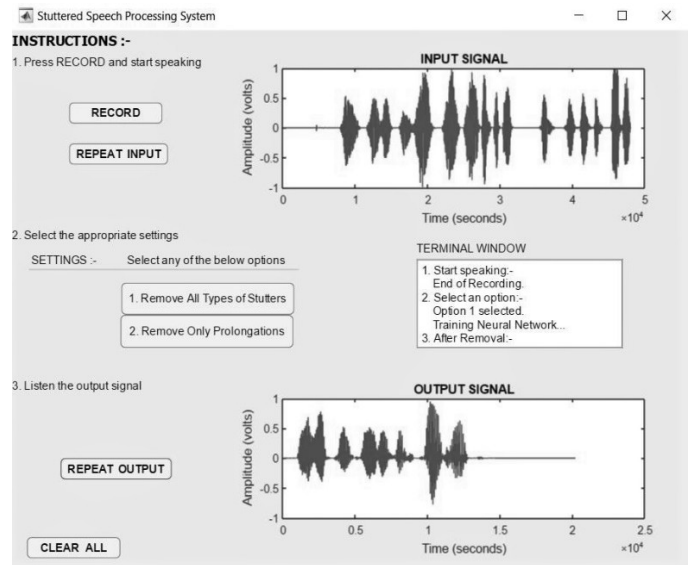 Stuttered Speech Processing System
INSTRUCTIONS :-
1. Press RECORD and start speaking
RECORD
REPEAT INPUT
INPUT SIGNAL
Amplitude (volts)
1
0.5
0
-0.5
-1
0 1 2 3 4 5
Time (seconds)
×10⁴
2. Select the appropriate settings
SETTINGS :- Select any of the below options
1. Remove All Types of Stutters
2. Remove Only Prolongations
TERMINAL WINDOW
1. Start speaking:-
End of Recording.
2. Select an option:-
Option 1 selected.
Training Neural Network...
3. After Removal:-
3. Listen the output signal
REPEAT OUTPUT
CLEAR ALL
OUTPUT SIGNAL
Amplitude (volts)
1
0.5
0
-0.5
-1
0 0.5 1 1.5 2 2.5
Time (seconds)
×10⁴